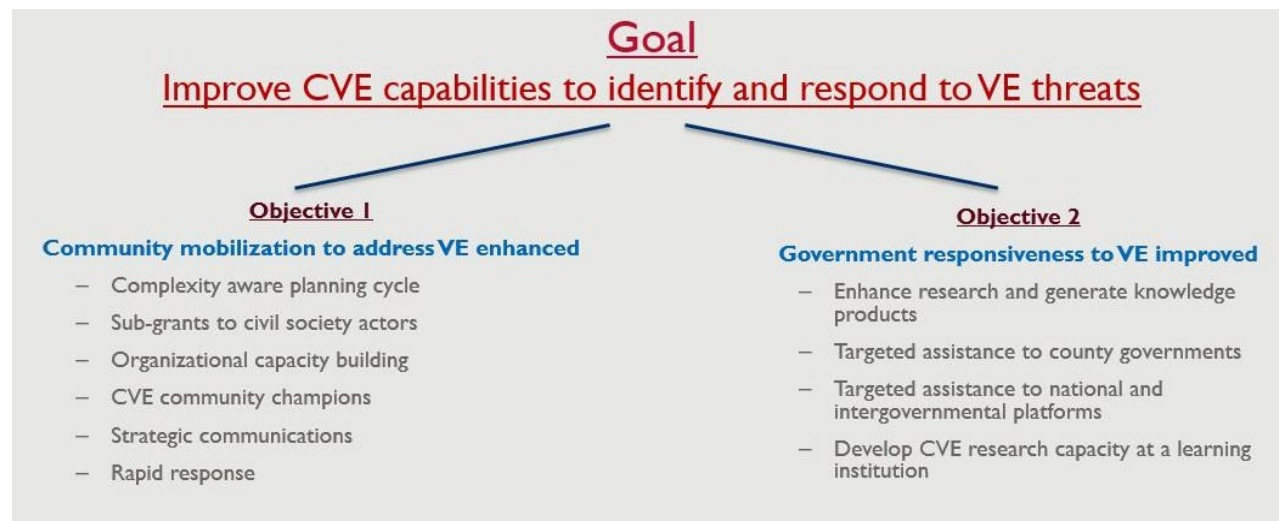 Goal
Improve CVE capabilities to identify and respond to VE threats
Objective 1
Community mobilization to address VE enhanced
– Complexity aware planning cycle
– Sub-grants to civil society actors
– Organizational capacity building
– CVE community champions
– Strategic communications
– Rapid response
Objective 2
Government responsiveness to VE improved
– Enhance research and generate knowledge
products
– Targeted assistance to county governments
– Targeted assistance to national and
intergovernmental platforms
– Develop CVE research capacity at a learning
institution